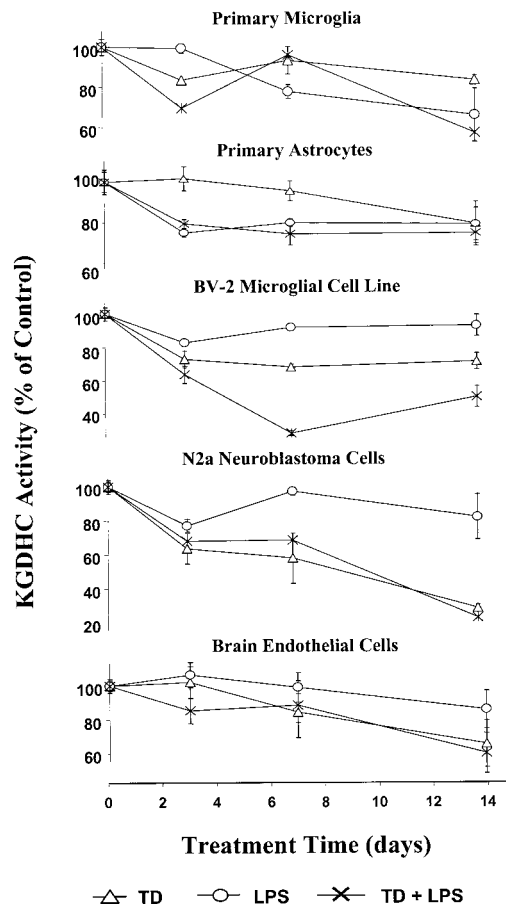 Primary Microglia
100
80
60
Primary Astrocytes
100
80
60
BV-2 Microglial Cell Line
100
80
60
40
N2a Neuroblastoma Cells
100
80
60
40
20
Brain Endothelial Cells
100
80
60
0 2 4 6 8 10 12 14
KGDHC Activity (% of Control)
Treatment Time (days)
TD LPS TD + LPS